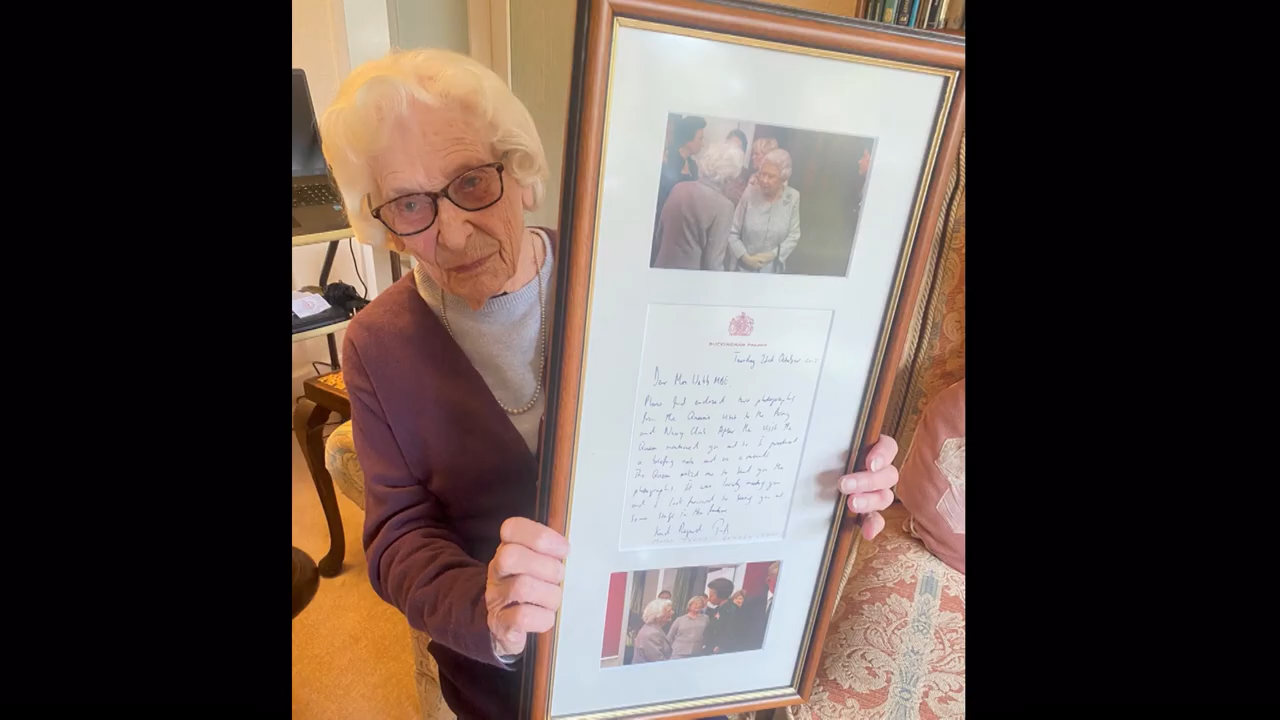 BUCKINGHAM PALACE
Tuesday 22nd October
Dear Mrs Webb MBE,
Please find enclosed two photographs
from the Queen's visit to the Army
and Navy Club. After the visit the
Queen mentioned you and so I produced
a briefing note and as a result
The Queen asked me to send you the
photographs. It was lovely meeting you
and I look forward to seeing you at
some stage in the future
Kind Regards